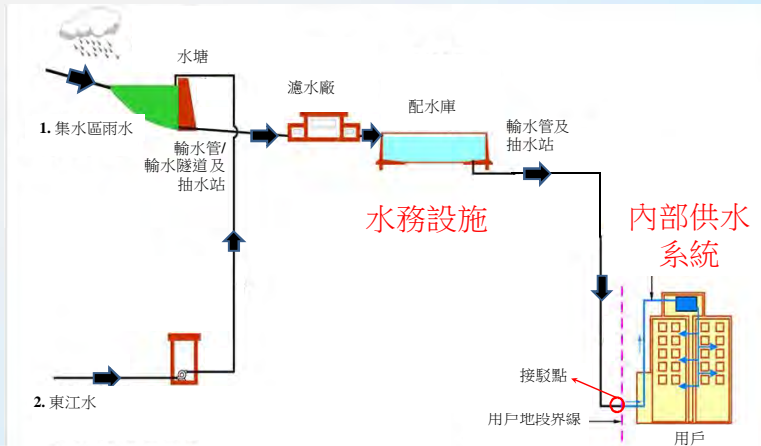 水塘
1. 集水區雨水
輸水管/
輸水隧道及
抽水站
濾水廠
配水庫
輸水管及
抽水站
水務設施
內部供水
系統
2. 東江水
接駁點
用戶地段界線
用戶